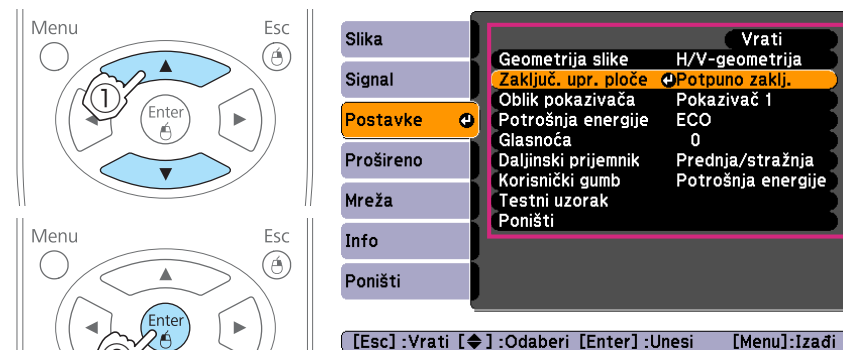 Menu
Esc
1
Enter
Menu
Esc
Enter
Slika
Signal
Postavke
Prošireno
Mreža
Info
Poništi
Vrati
Geometrija slike H/V-geometrija
Zaključ. upr. ploče Potpuno zaklj.
Oblik pokazivača Pokazivač 1
Potrošnja energije ECO
Glasnoća 0
Daljinski prijemnik Prednja/stražnja
Korisnički gumb Potrošnja energije
Testni uzorak
Poništi
[Esc] :Vrati [◆] :Odaberi [Enter] :Unesi [Menu]:Izađi